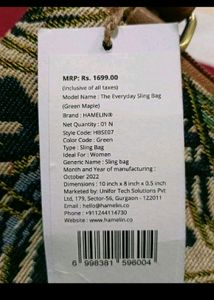 MRP: Rs. 1699.00
(inclusive of all taxes)
Model Name : The Everyday Sling Bag
(Green Maple)
Brand : HAMELIN®
Net Quantity : 01 N
Style Code: HBSE07
Color Code : Green
Type : Sling Bag
Ideal For : Women
Generic Name : Sling bag
Month and Year of manufacturing :
October 2022
Dimensions : 10 inch x 8 inch x 0.5 inch
Marketed by: Unifor Tech Solutions Pvt
Ltd, 179, Sector-56, Gurgaon - 122011
Email : hello@hamelin.co
Phone : +911244114730
Website : www.hamelin.co
6 998381 596004